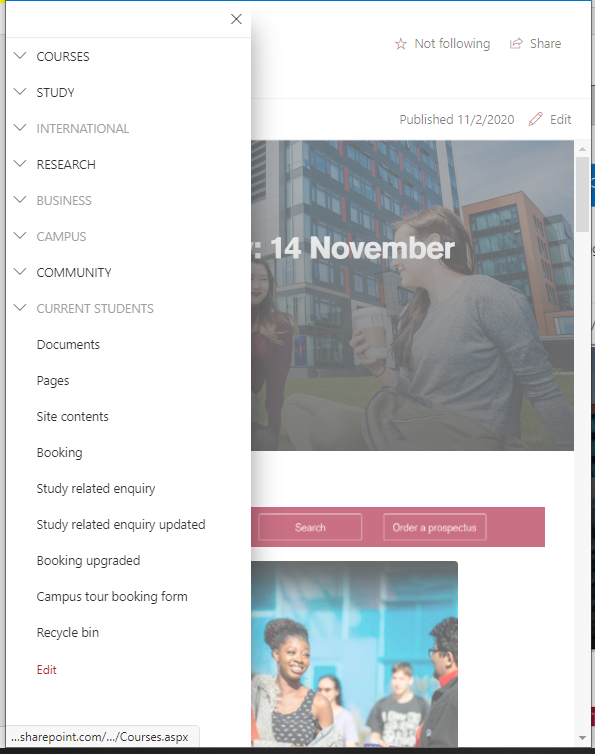 COURSES
STUDY
INTERNATIONAL
RESEARCH
BUSINESS
CAMPUS
COMMUNITY
CURRENT STUDENTS
Documents
Pages
Site contents
Booking
Study related enquiry
Study related enquiry updated
Booking upgraded
Campus tour booking form
Recycle bin
Edit
...sharepoint.com/.../Courses.aspx
Not following Share
Published 11/2/2020 Edit
: 14 November
Search Order a prospectus